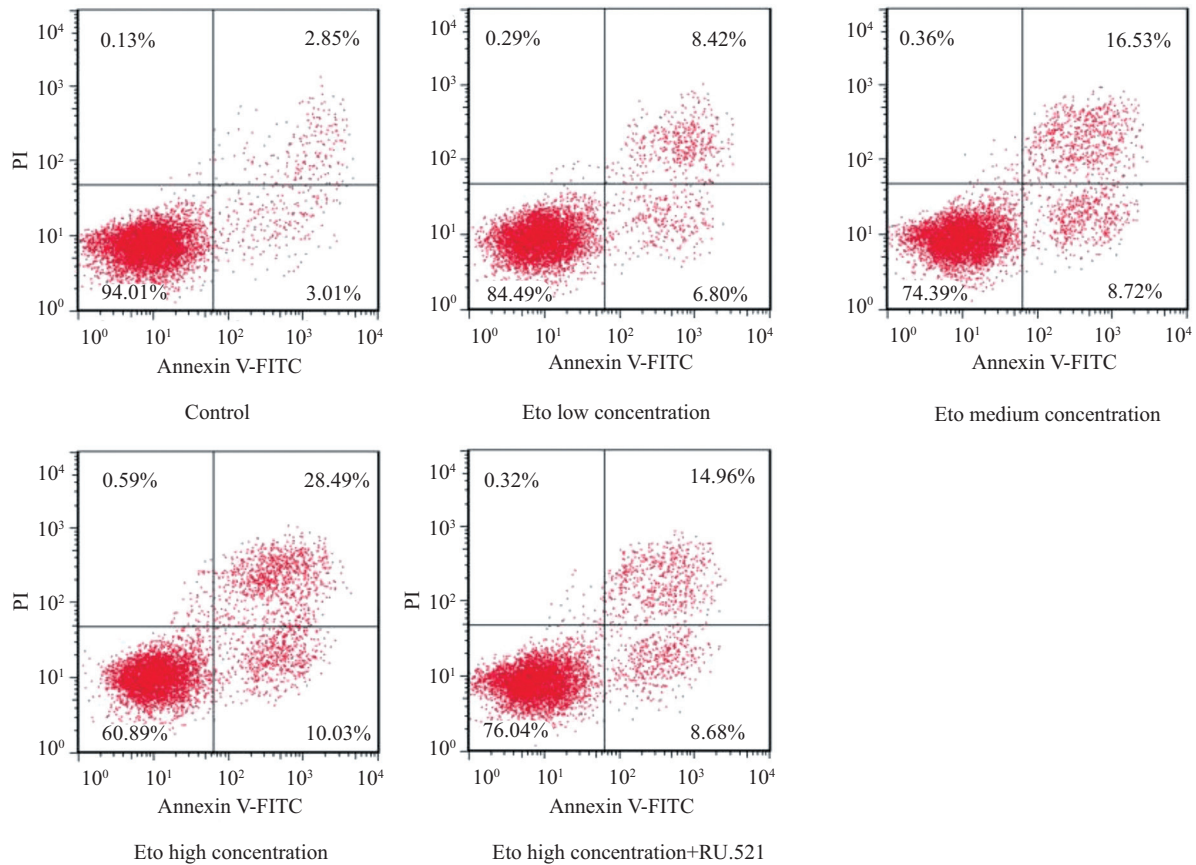 10⁴ 0.13% 2.85%
10³
PI
10²
10¹
94.01% 3.01%
10⁰
10⁰ 10¹ 10² 10³ 10⁴
Annexin V-FITC
Control
10⁴ 0.29% 8.42%
10³
10²
10¹
84.49% 6.80%
10⁰
10⁰ 10¹ 10² 10³ 10⁴
Annexin V-FITC
Eto low concentration
10⁴ 0.36% 16.53%
10³
10²
10¹
74.39% 8.72%
10⁰
10⁰ 10¹ 10² 10³ 10⁴
Annexin V-FITC
Eto medium concentration
10⁴ 0.59% 28.49%
10³
PI
10²
10¹
60.89% 10.03%
10⁰
10⁰ 10¹ 10² 10³ 10⁴
Annexin V-FITC
Eto high concentration
10⁴ 0.32% 14.96%
10³
PI
10²
10¹
76.04% 8.68%
10⁰
10⁰ 10¹ 10² 10³ 10⁴
Annexin V-FITC
Eto high concentration+RU.521